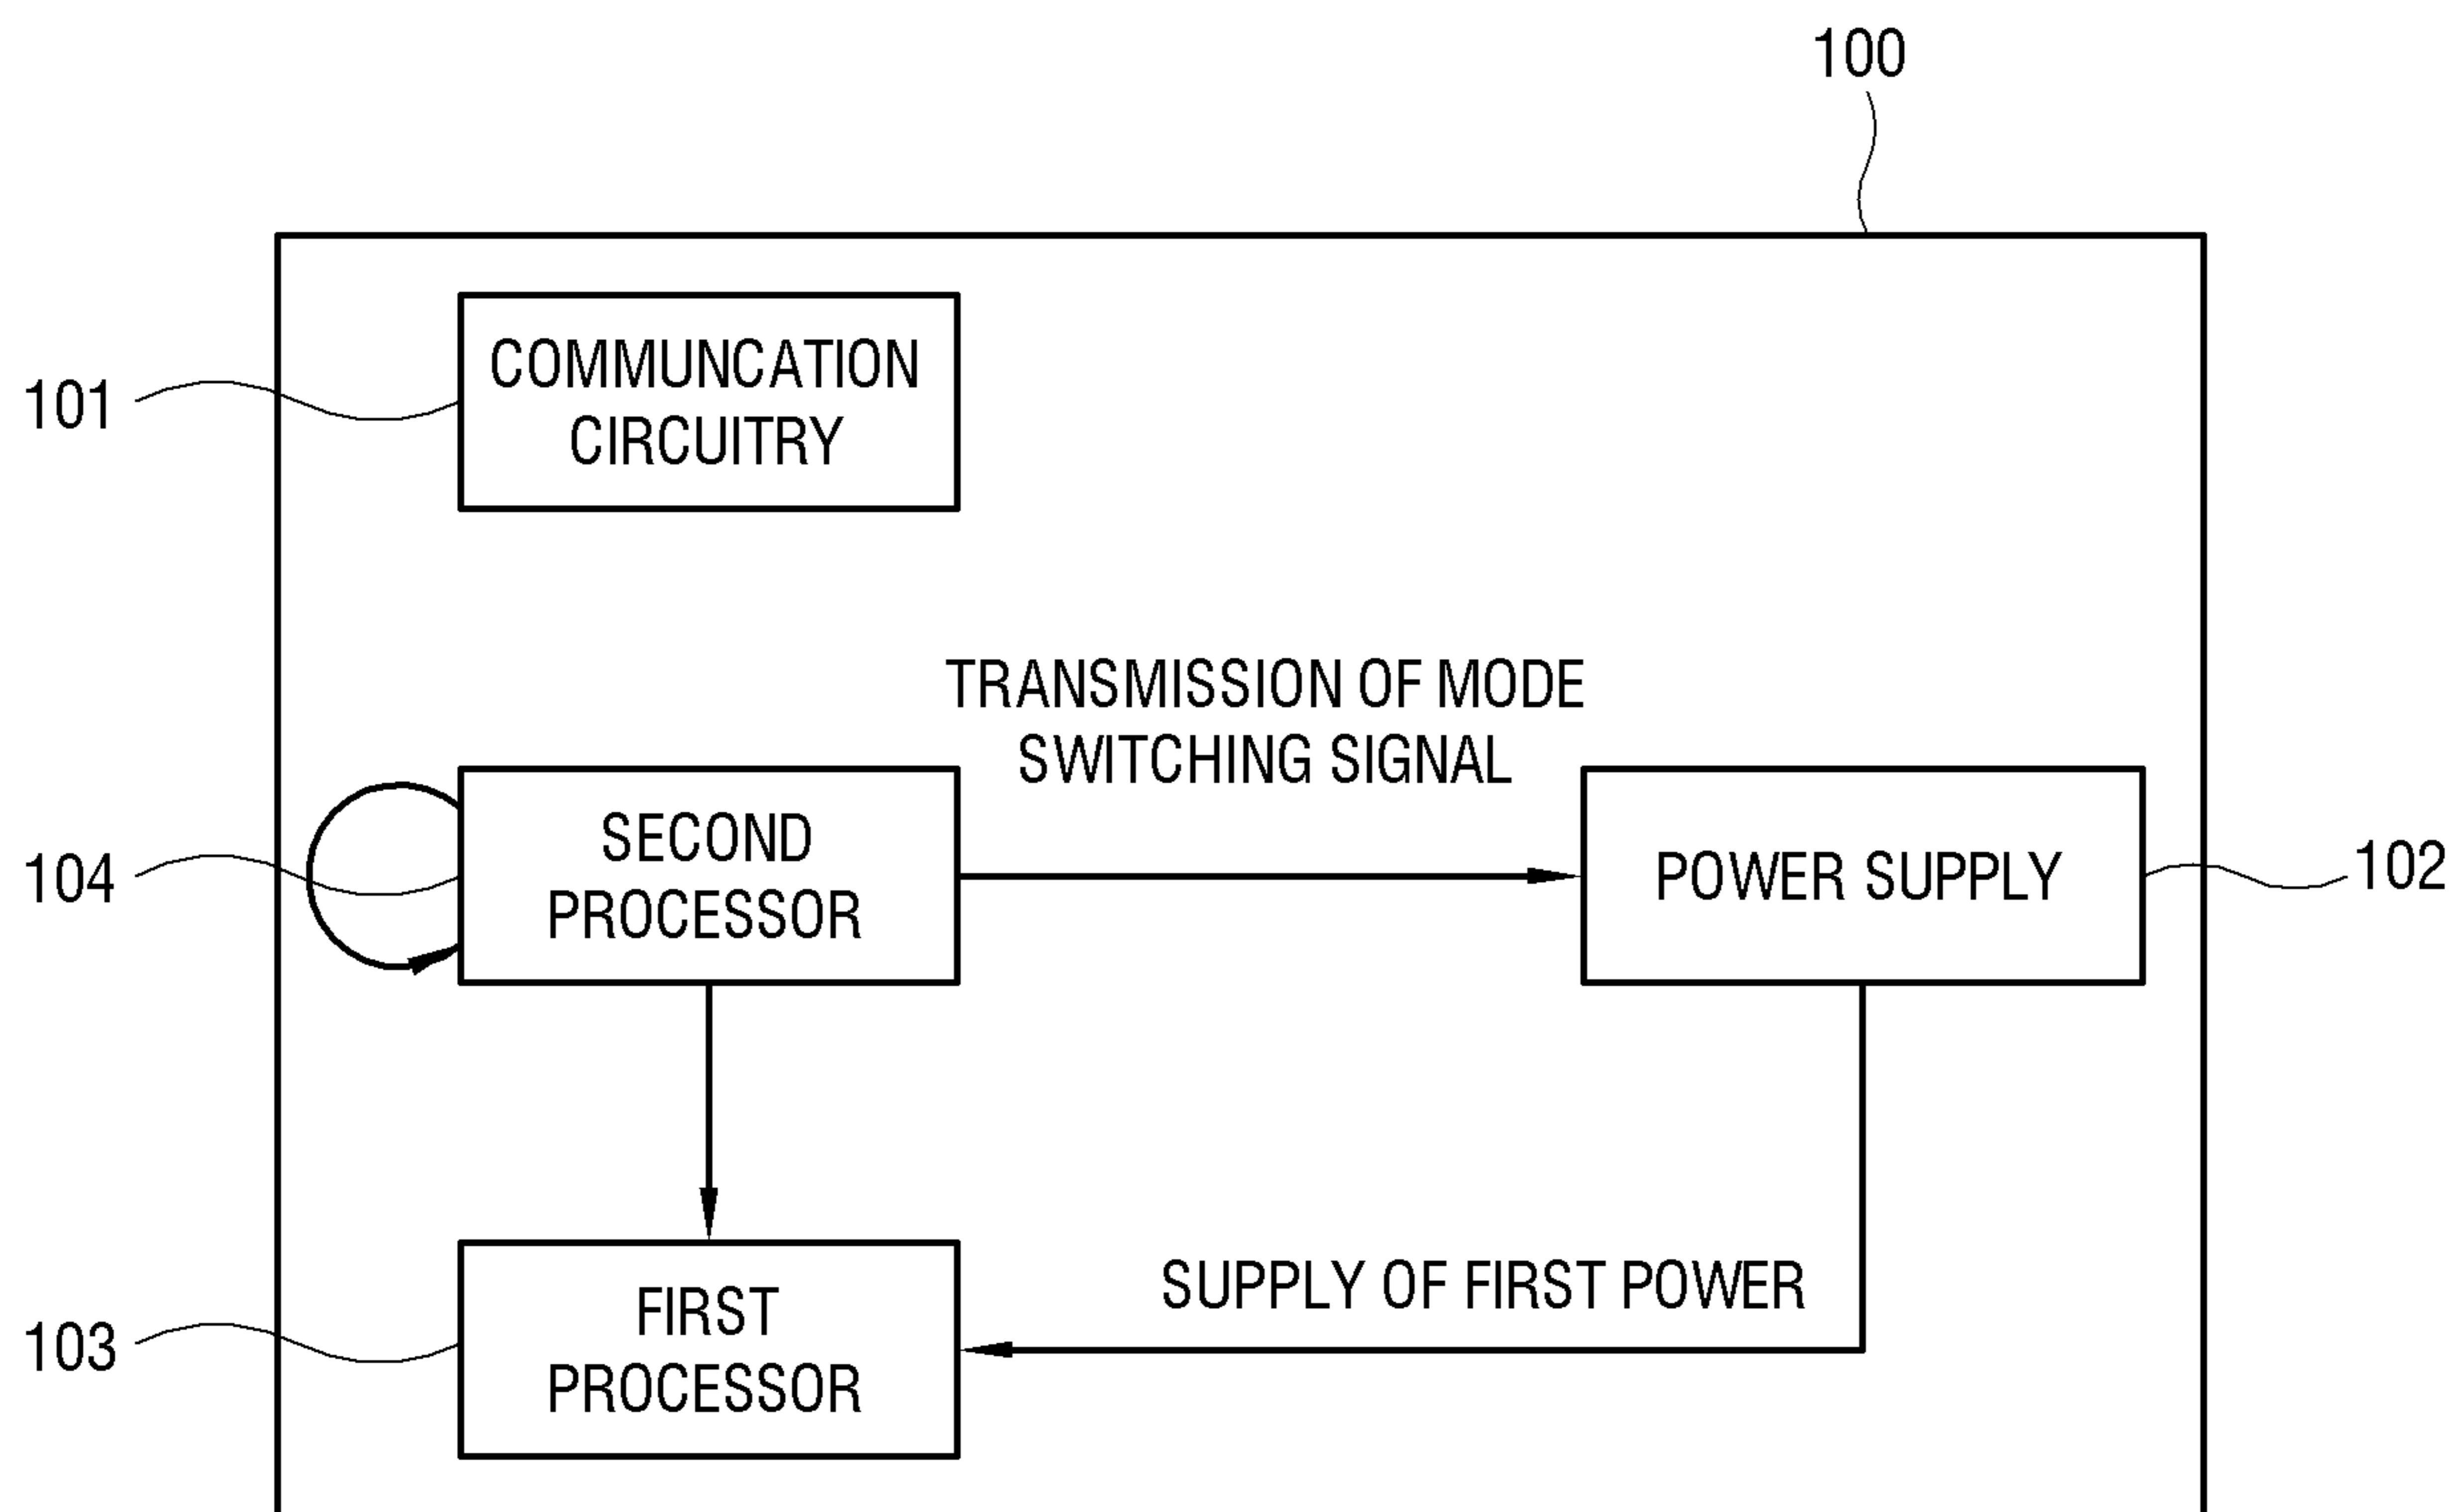 100
COMMUNCATION
CIRCUITRY
101
TRANSMISSION OF MODE
SWITCHING SIGNAL
SECOND
PROCESSOR
104
POWER SUPPLY
102
SUPPLY OF FIRST POWER
FIRST
PROCESSOR
103